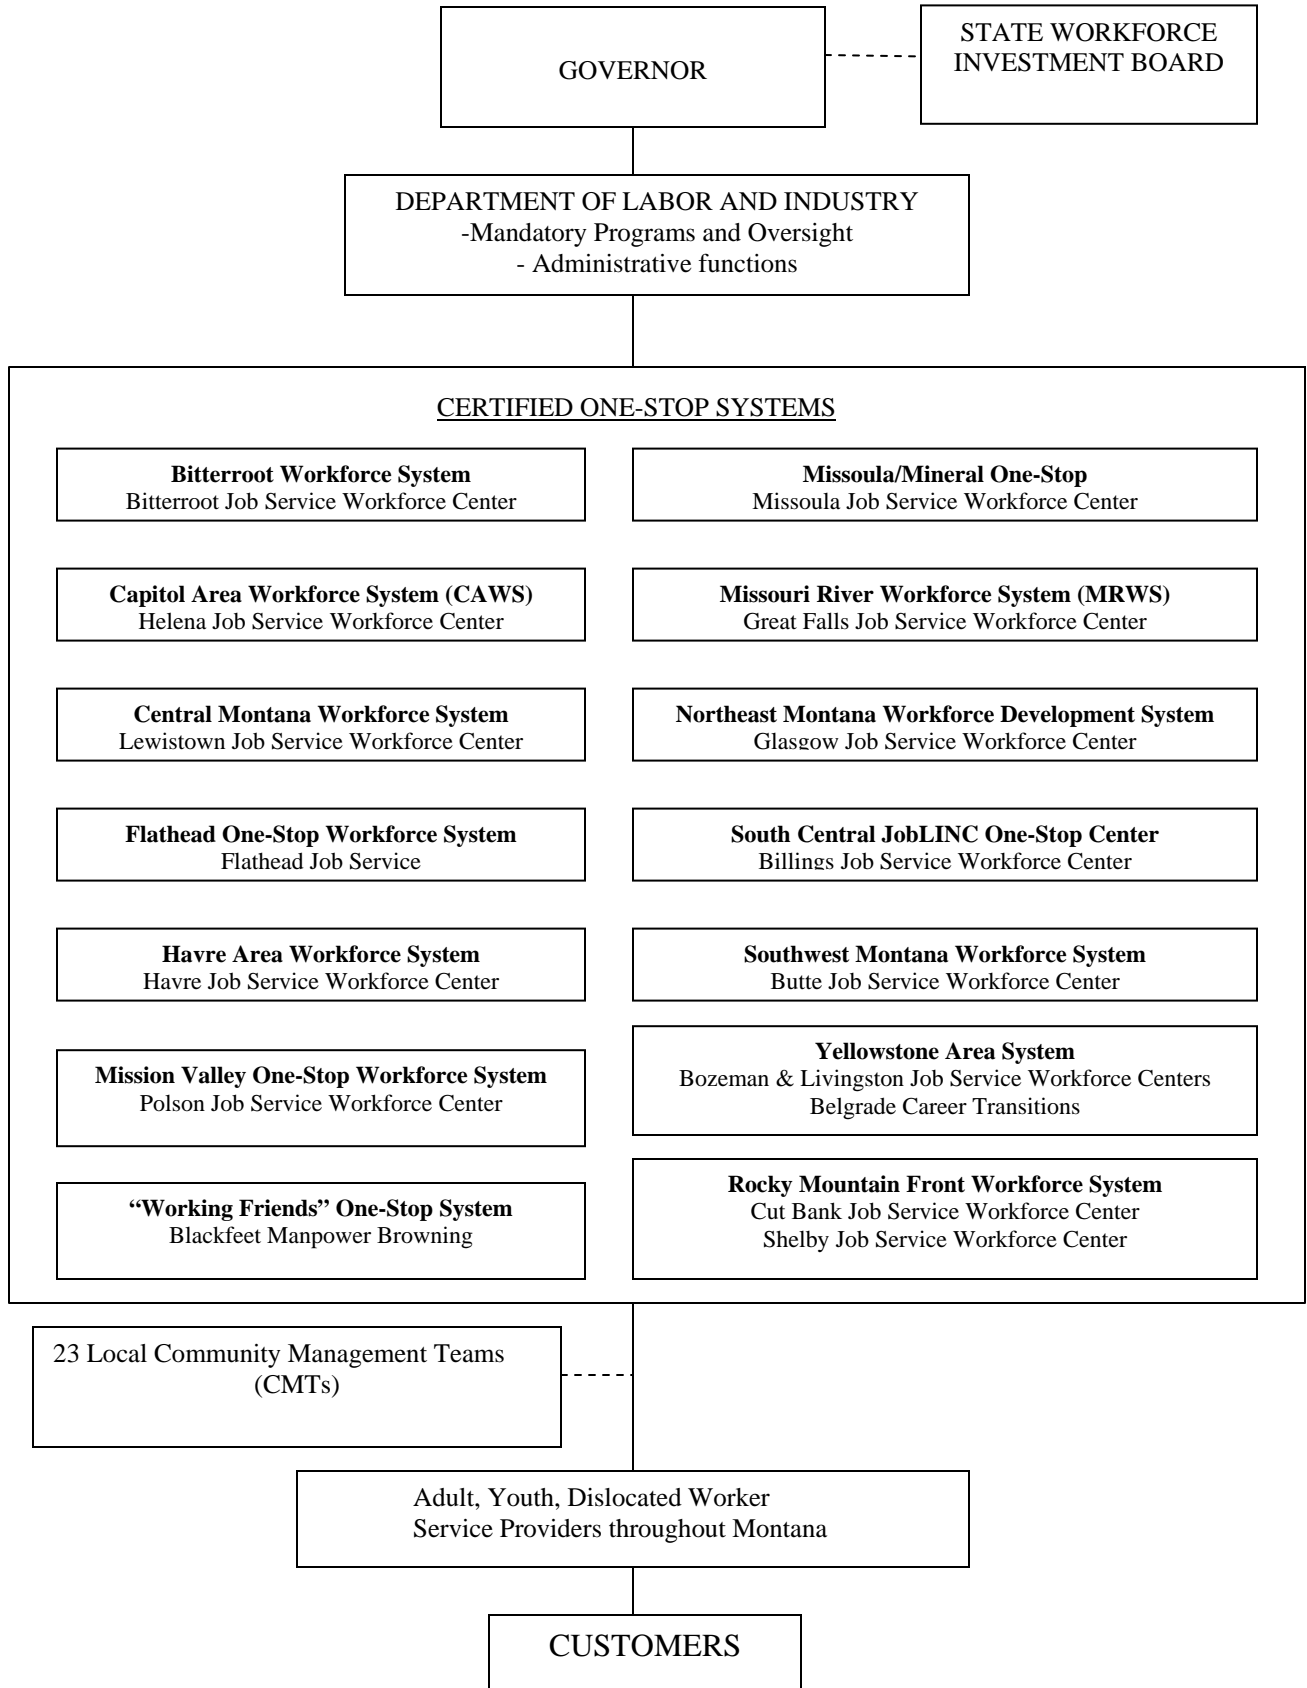 GOVERNOR
STATE WORKFORCE
INVESTMENT BOARD
DEPARTMENT OF LABOR AND INDUSTRY
-Mandatory Programs and Oversight
- Administrative functions
CERTIFIED ONE-STOP SYSTEMS
Bitterroot Workforce System
Bitterroot Job Service Workforce Center
Missoula/Mineral One-Stop
Missoula Job Service Workforce Center
Capitol Area Workforce System (CAWS)
Helena Job Service Workforce Center
Missouri River Workforce System (MRWS)
Great Falls Job Service Workforce Center
Central Montana Workforce System
Lewistown Job Service Workforce Center
Northeast Montana Workforce Development System
Glasgow Job Service Workforce Center
Flathead One-Stop Workforce System
Flathead Job Service
South Central JobLINC One-Stop Center
Billings Job Service Workforce Center
Havre Area Workforce System
Havre Job Service Workforce Center
Southwest Montana Workforce System
Butte Job Service Workforce Center
Mission Valley One-Stop Workforce System
Polson Job Service Workforce Center
Yellowstone Area System
Bozeman & Livingston Job Service Workforce Centers
Belgrade Career Transitions
“Working Friends” One-Stop System
Blackfeet Manpower Browning
Rocky Mountain Front Workforce System
Cut Bank Job Service Workforce Center
Shelby Job Service Workforce Center
23 Local Community Management Teams
(CMTs)
Adult, Youth, Dislocated Worker
Service Providers throughout Montana
CUSTOMERS